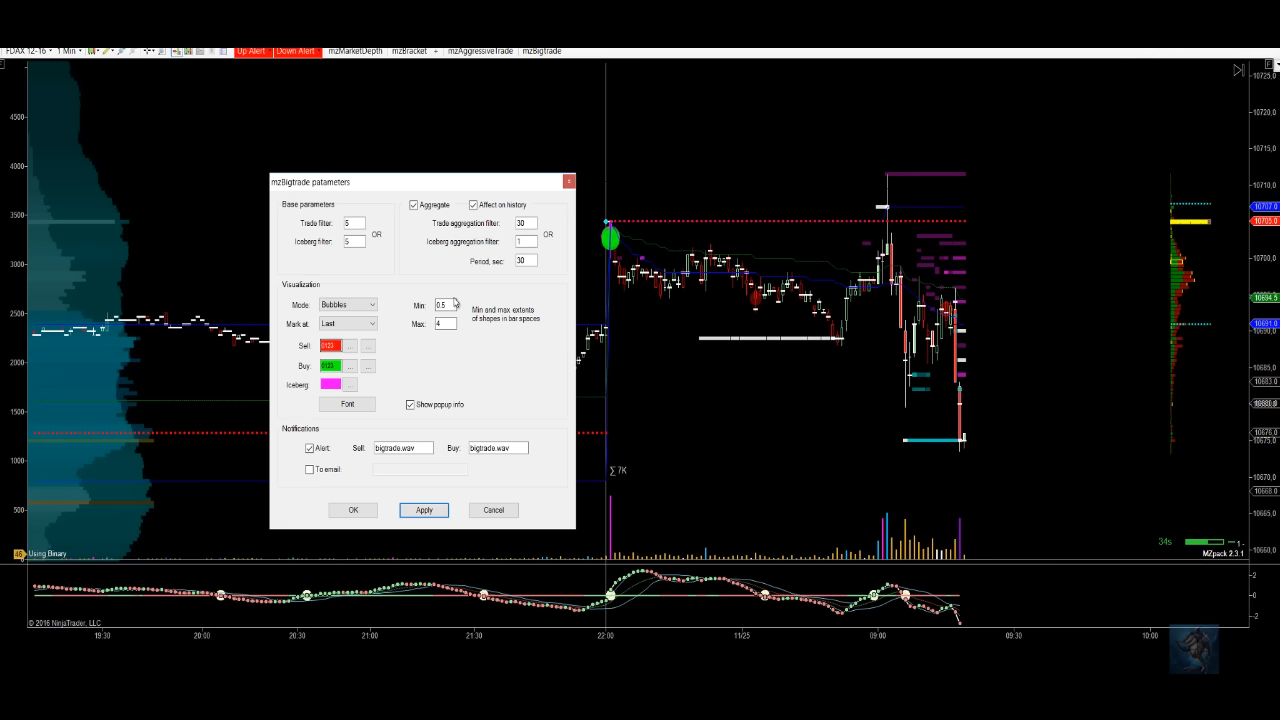 FDAX 12-16 1 Min Up Alert Down Alert mzMarketDepth mzBracket + mzAggressiveTrade mzBigtrade
mzBigtrade patameters
Base parameters
Trade filter: 5
Iceberg filter: 5
OR
Aggregate Affect on history
Trade aggregation filter: 30
Iceberg aggregation filter: 1
OR
Period, sec: 30
Visualization
Mode: Bubbles
Mark at: Last
Min: 0.5
Max: 4
Min and max extents
of shapes in bar spaces
Sell: 0123 ... ...
Buy: 0123 ... ...
Iceberg: ...
Font
Show popup info
Notifications
Alert: Sell: bigtrade.wav Buy: bigtrade.wav
To email:
OK Apply Cancel
4500
4000
3500
3000
2500
2000
1500
1000
500
46 Using Binary
∑ 7K
10725,0
10715,0
10710,0
10707,0
10705,0
10700,0
10694,5
10691,0
10690,0
10685,0
10683,0
10680,0
10676,0
10670,0
10668,0
10665,0
10660,0
34s
-1-
MZpack 2.3.1
2
0
-2
© 2016 NinjaTrader, LLC
19:30 20:00 20:30 21:00 21:30 22:00 11/25 09:00 09:30 10:00